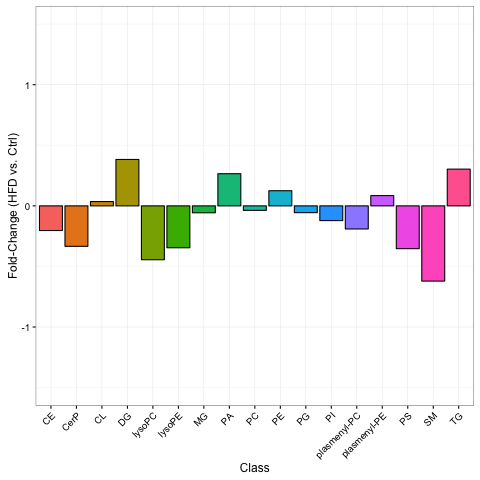 Fold-Change (HFD vs. Ctrl)
1
0
-1
CE
CerP
CL
DG
lysoPC
lysoPE
MG
PA
PC
PE
PG
PI
plasmenyl-PC
plasmenyl-PE
PS
SM
TG
Class